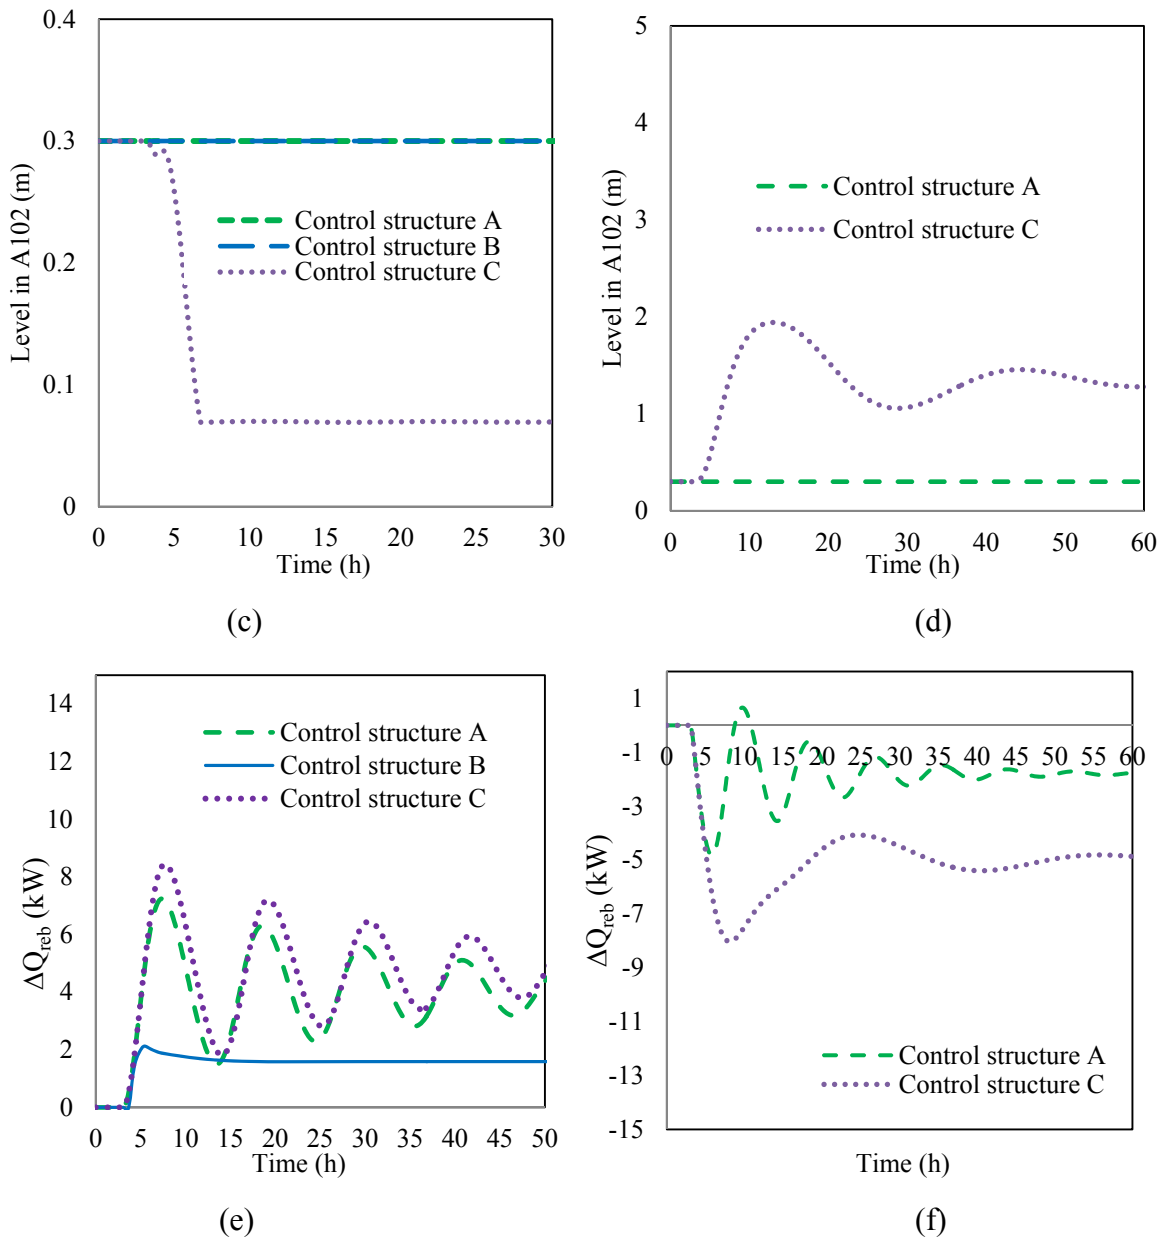 0.4
0.3
0.2
0.1
0
Level in A102 (m)
Control structure A
Control structure B
Control structure C
0 5 10 15 20 25 30
Time (h)
(c)
5
4
3
2
1
0
Level in A102 (m)
Control structure A
Control structure C
0 10 20 30 40 50 60
Time (h)
(d)
14
12
10
8
6
4
2
0
ΔQreb (kW)
Control structure A
Control structure B
Control structure C
0 5 10 15 20 25 30 35 40 45 50
Time (h)
(e)
1
-1
-3
-5
-7
-9
-11
-13
-15
ΔQreb (kW)
0 5 10 15 20 25 30 35 40 45 50 55 60
Control structure A
Control structure C
Time (h)
(f)